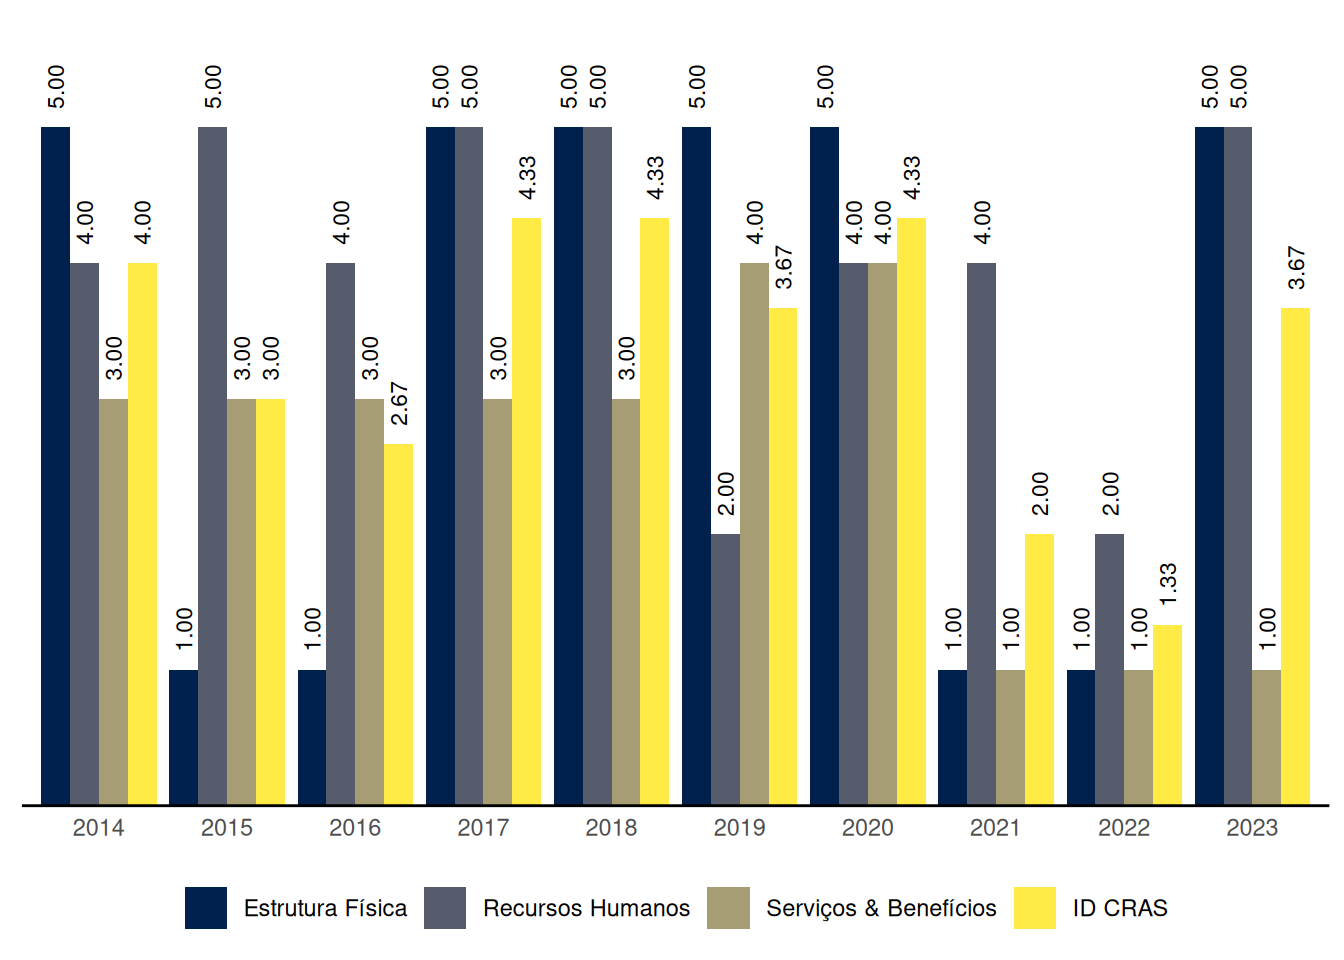 5.00 4.00 3.00 4.00
1.00 5.00 3.00 3.00
1.00 4.00 3.00 2.67
5.00 5.00 3.00 4.33
5.00 5.00 3.00 4.33
5.00 2.00 4.00 3.67
5.00 4.00 4.00 4.33
1.00 4.00 1.00 2.00
1.00 2.00 1.00 1.33
5.00 5.00 1.00 3.67
2014 2015 2016 2017 2018 2019 2020 2021 2022 2023
Estrutura Física Recursos Humanos Serviços & Benefícios ID CRAS